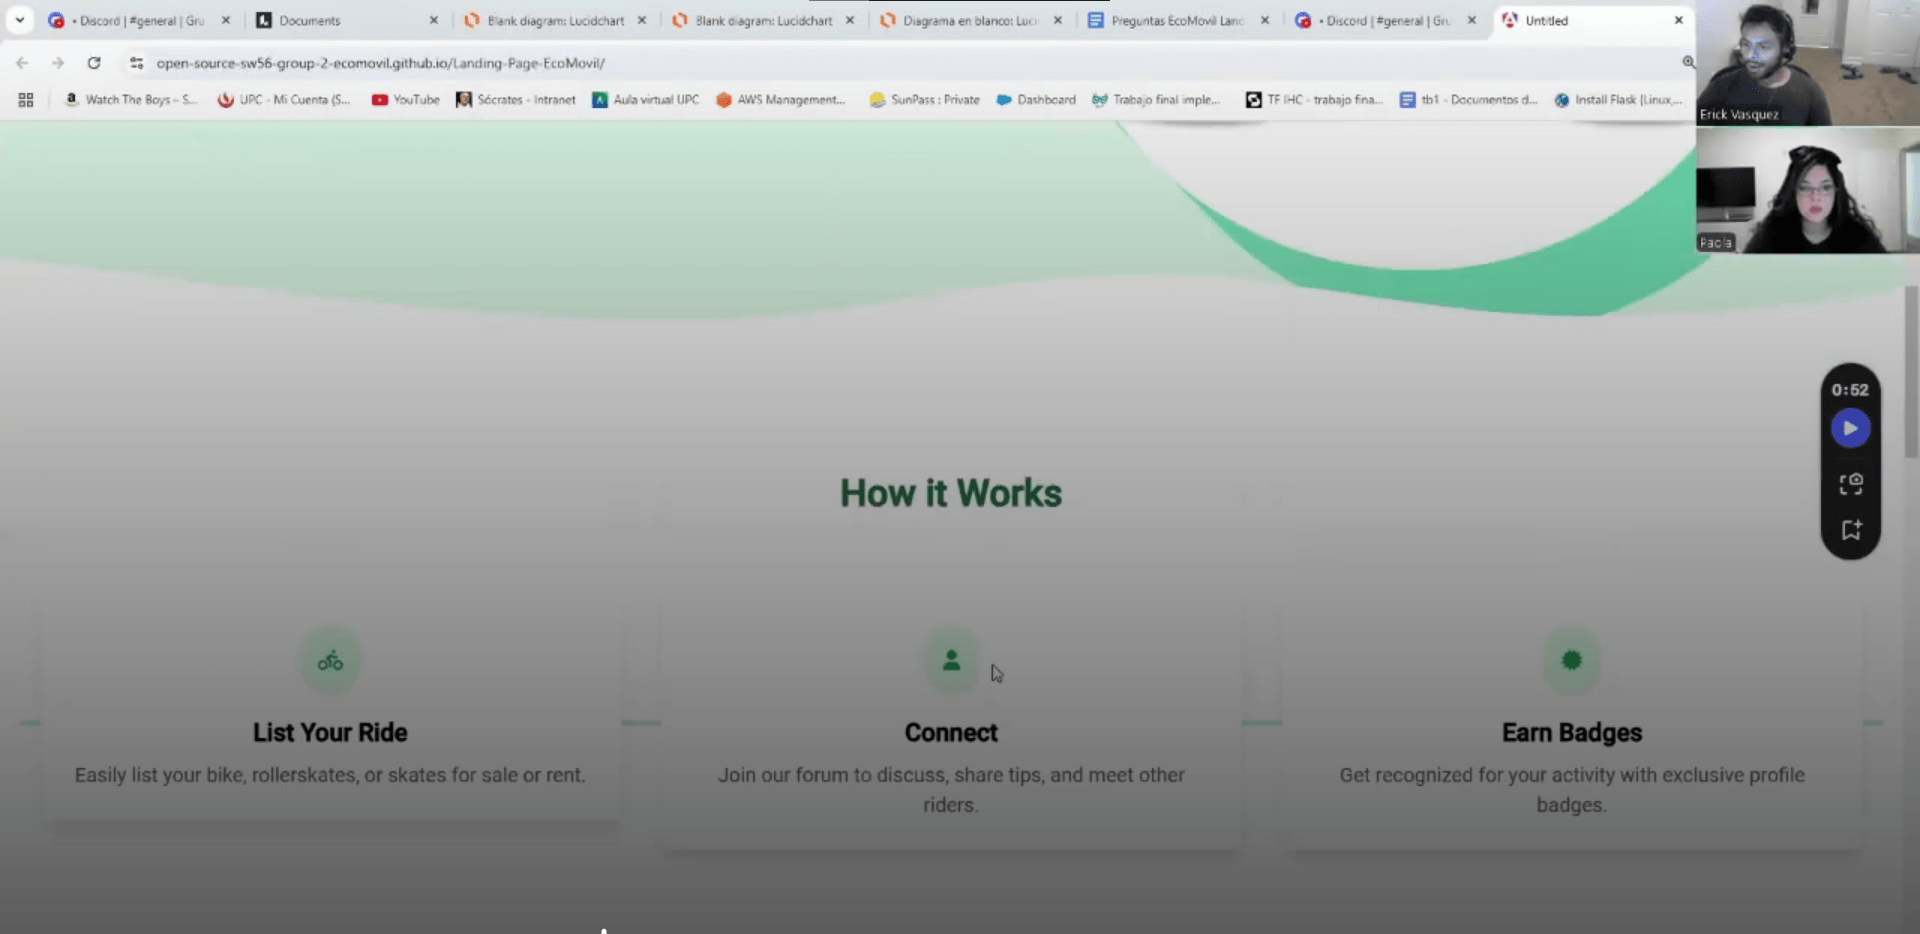 • Discord | #general | Gru
Documents
Blank diagram: Lucidchart
Blank diagram: Lucidchart
Diagrama en blanco: Luci
Preguntas EcoMovil Lanc
• Discord | #general | Gru
Untitled
open-source-sw56-group-2-ecomovil.github.io/Landing-Page-EcoMovil/
Watch The Boys – S...
UPC - Mi Cuenta (S...
YouTube
Sócrates - Intranet
Aula virtual UPC
AWS Management...
SunPass : Private
Dashboard
Trabajo final imple...
TF IHC - trabajo fina...
tb1 - Documentos d...
Install Flask (Linux,...
Erick Vasquez
Paola
0:52
How it Works
List Your Ride
Easily list your bike, rollerskates, or skates for sale or rent.
Connect
Join our forum to discuss, share tips, and meet other
riders.
Earn Badges
Get recognized for your activity with exclusive profile
badges.